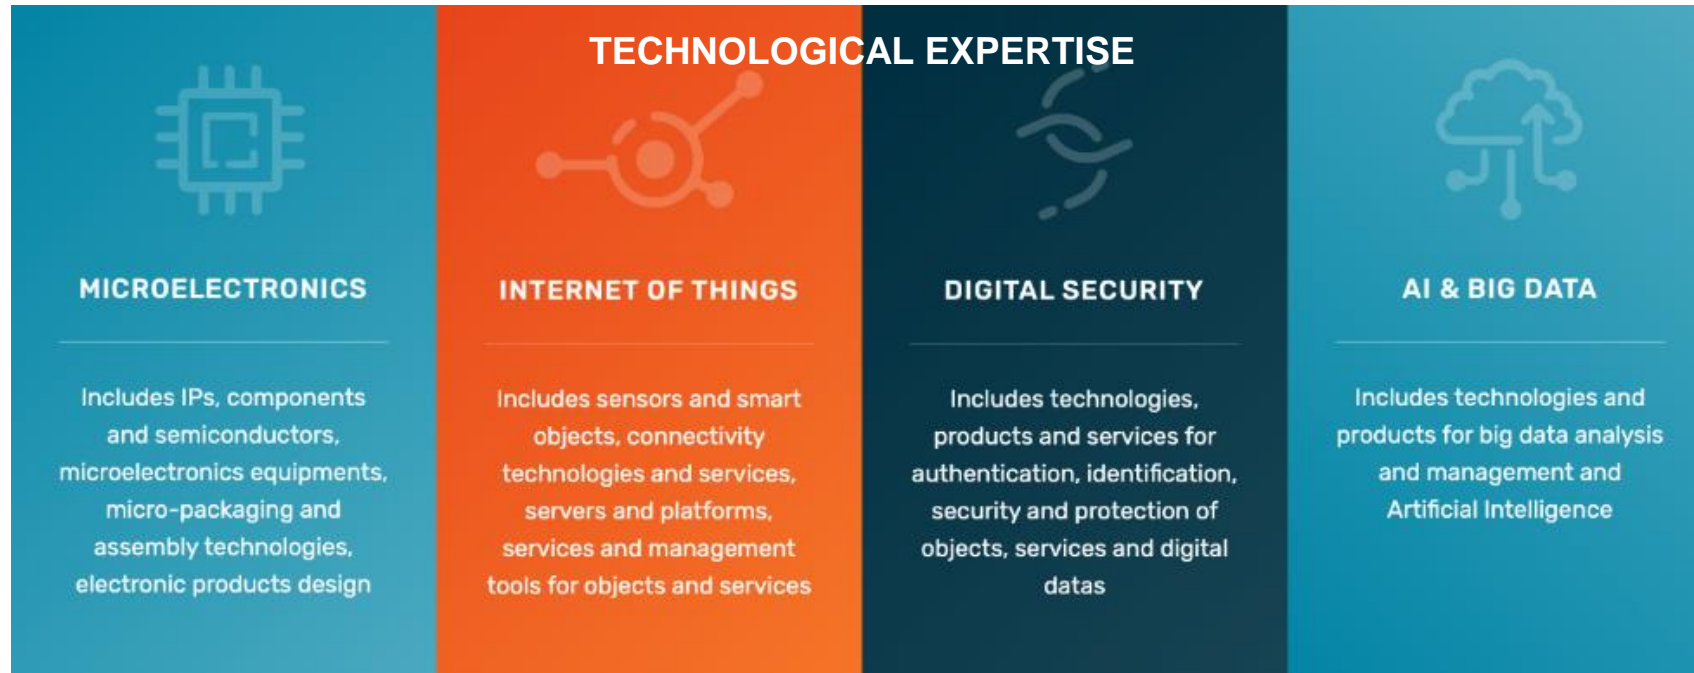 TECHNOLOGICAL EXPERTISE
MICROELECTRONICS
Includes IPs, components
and semiconductors,
microelectronics equipments,
micro-packaging and
assembly technologies,
electronic products design
INTERNET OF THINGS
Includes sensors and smart
objects, connectivity
technologies and services,
servers and platforms,
services and management
tools for objects and services
DIGITAL SECURITY
Includes technologies,
products and services for
authentication, identification,
security and protection of
objects, services and digital
datas
AI & BIG DATA
Includes technologies and
products for big data analysis
and management and
Artificial Intelligence